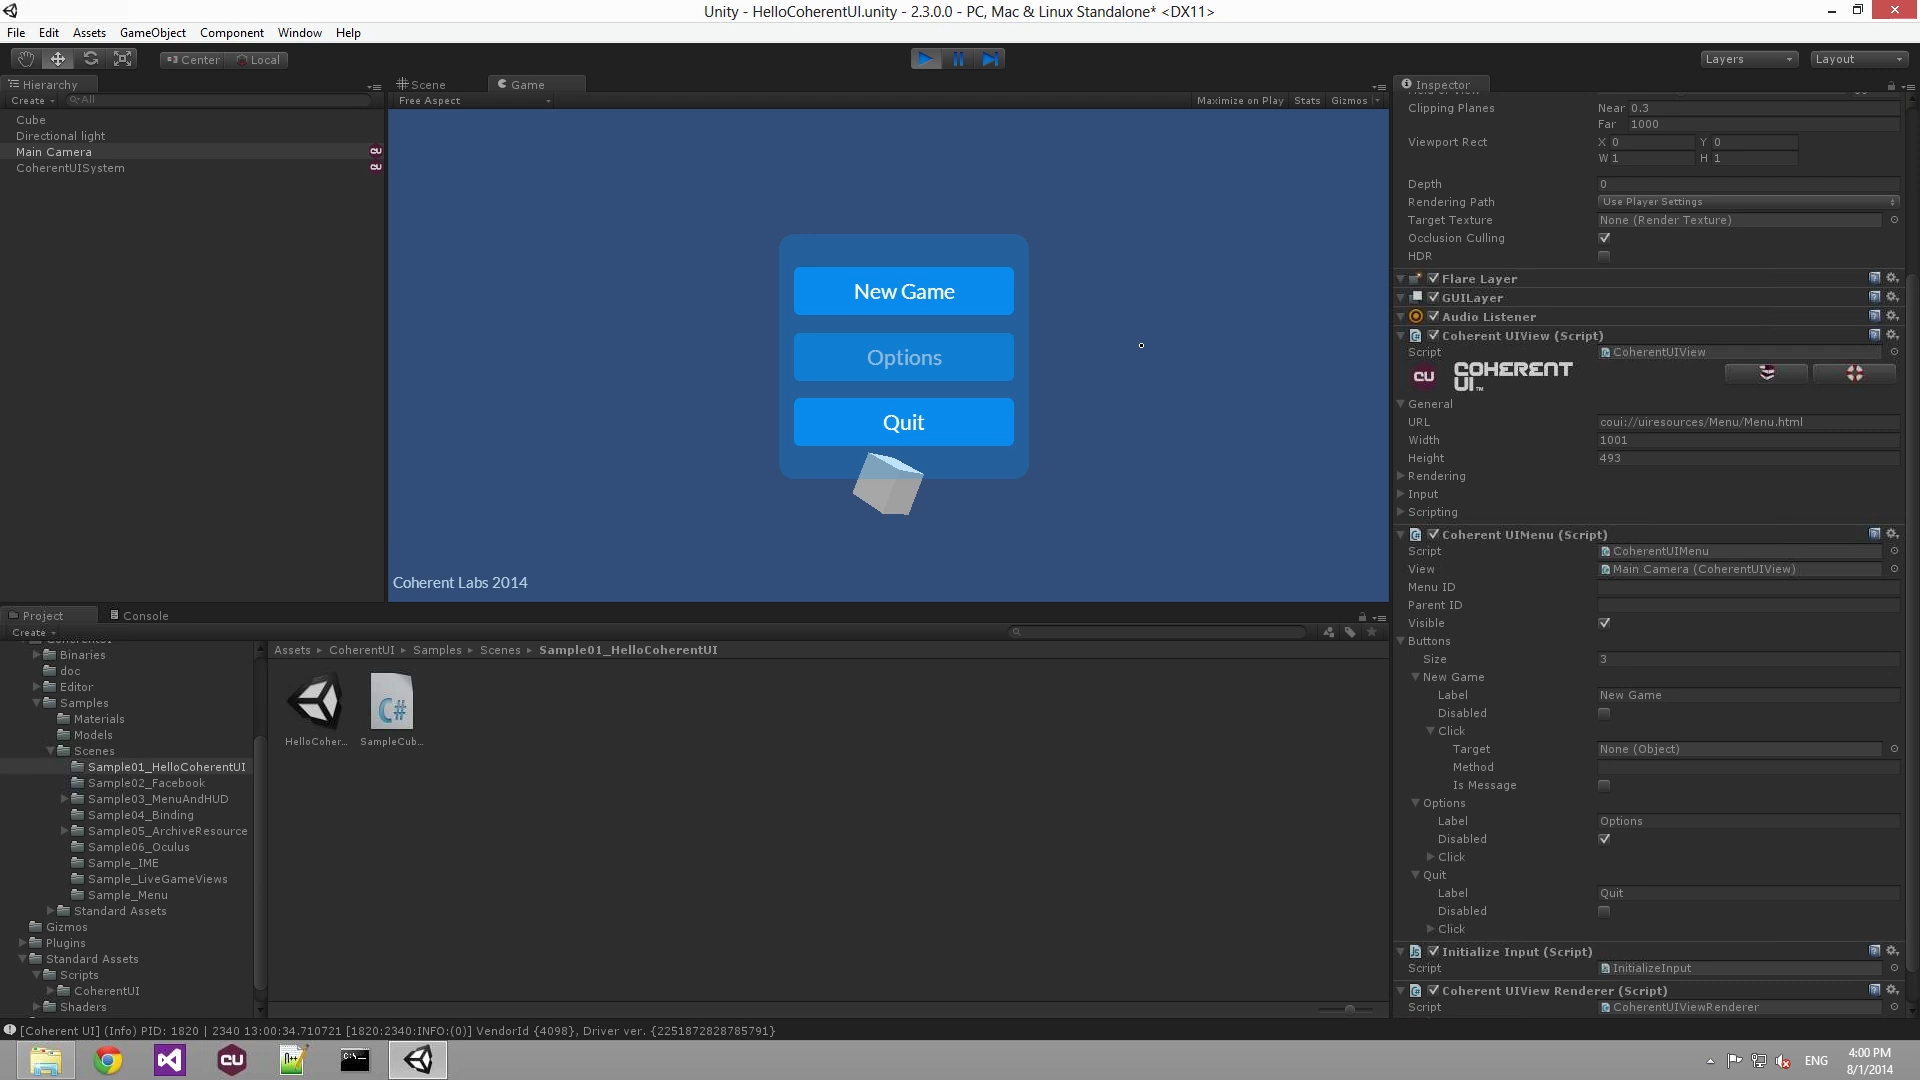 Unity - HelloCoherentUI.unity - 2.3.0.0 - PC, Mac & Linux Standalone* <DX11>
File Edit Assets GameObject Component Window Help
Center Local Layers Layout
Hierarchy
Create All
Cube
Directional light
Main Camera
CoherentUISystem
Scene Game
Free Aspect Maximize on Play Stats Gizmos
New Game
Options
Quit
Coherent Labs 2014
Inspector
Clipping Planes Near 0.3
Far 1000
Viewport Rect X 0 Y 0
W 1 H 1
Depth 0
Rendering Path Use Player Settings
Target Texture None (Render Texture)
Occlusion Culling
HDR
Flare Layer
GUILayer
Audio Listener
Coherent UIView (Script)
Script CoherentUIView
CU COHERENT UI™
General
URL coui://uiresources/Menu/Menu.html
Width 1001
Height 493
Rendering
Input
Scripting
Coherent UIMenu (Script)
Script CoherentUIMenu
View Main Camera (CoherentUIView)
Menu ID
Parent ID
Visible
Buttons
Size 3
New Game
Label New Game
Disabled
Click
Target None (Object)
Method
Is Message
Options
Label Options
Disabled
Click
Quit
Label Quit
Disabled
Click
Initialize Input (Script)
Script InitializeInput
Coherent UIView Renderer (Script)
Script CoherentUIViewRenderer
Project Console
Create
Binaries
doc
Editor
Samples
Materials
Models
Scenes
Sample01_HelloCoherentUI
Sample02_Facebook
Sample03_MenuAndHUD
Sample04_Binding
Sample05_ArchiveResource
Sample06_Oculus
Sample_IME
Sample_LiveGameViews
Sample_Menu
Standard Assets
Gizmos
Plugins
Standard Assets
Scripts
CoherentUI
Shaders
Assets CoherentUI Samples Scenes Sample01_HelloCoherentUI
C#
HelloCoher... SampleCub...
[Coherent UI] (Info) PID: 1820 | 2340 13:00:34.710721 [1820:2340:INFO:(0)] VendorId {4098}, Driver ver. {2251872828785791}
CU
ENG
4:00 PM
8/1/2014